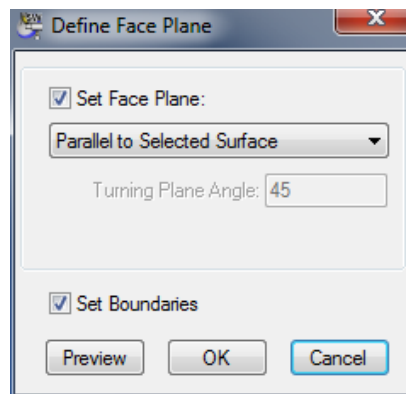 Define Face Plane
Set Face Plane:
Parallel to Selected Surface
Turning Plane Angle: 45
Set Boundaries
Preview OK Cancel